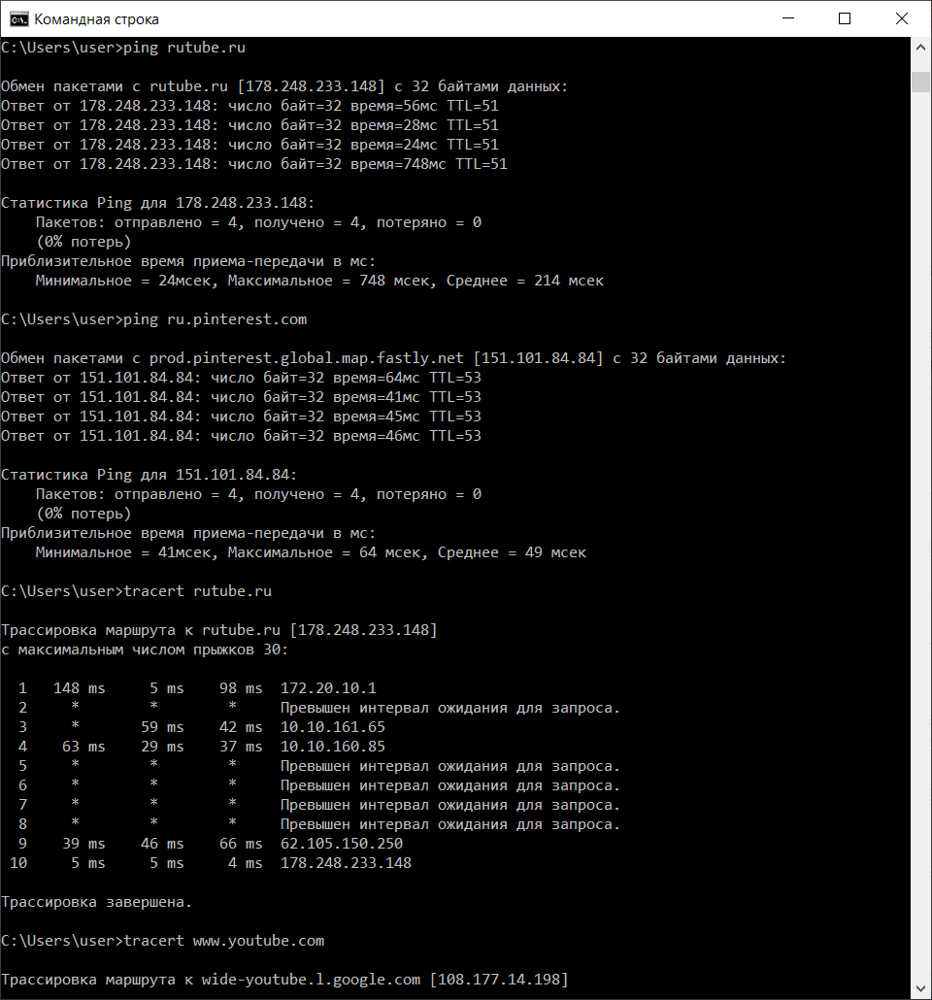 Командная строка
C:\Users\user>ping rutube.ru
Обмен пакетами с rutube.ru [178.248.233.148] с 32 байтами данных:
Ответ от 178.248.233.148: число байт=32 время=56мс TTL=51
Ответ от 178.248.233.148: число байт=32 время=28мс TTL=51
Ответ от 178.248.233.148: число байт=32 время=24мс TTL=51
Ответ от 178.248.233.148: число байт=32 время=748мс TTL=51
Статистика Ping для 178.248.233.148:
    Пакетов: отправлено = 4, получено = 4, потеряно = 0
    (0% потерь)
Приблизительное время приема-передачи в мс:
    Минимальное = 24мсек, Максимальное = 748 мсек, Среднее = 214 мсек
C:\Users\user>ping ru.pinterest.com
Обмен пакетами с prod.pinterest.global.map.fastly.net [151.101.84.84] с 32 байтами данных:
Ответ от 151.101.84.84: число байт=32 время=64мс TTL=53
Ответ от 151.101.84.84: число байт=32 время=41мс TTL=53
Ответ от 151.101.84.84: число байт=32 время=45мс TTL=53
Ответ от 151.101.84.84: число байт=32 время=46мс TTL=53
Статистика Ping для 151.101.84.84:
    Пакетов: отправлено = 4, получено = 4, потеряно = 0
    (0% потерь)
Приблизительное время приема-передачи в мс:
    Минимальное = 41мсек, Максимальное = 64 мсек, Среднее = 49 мсек
C:\Users\user>tracert rutube.ru
Трассировка маршрута к rutube.ru [178.248.233.148]
с максимальным числом прыжков 30:
  1   148 ms     5 ms    98 ms  172.20.10.1
  2     *        *        *     Превышен интервал ожидания для запроса.
  3     *       59 ms    42 ms  10.10.161.65
  4    63 ms    29 ms    37 ms  10.10.160.85
  5     *        *        *     Превышен интервал ожидания для запроса.
  6     *        *        *     Превышен интервал ожидания для запроса.
  7     *        *        *     Превышен интервал ожидания для запроса.
  8     *        *        *     Превышен интервал ожидания для запроса.
  9    39 ms    46 ms    66 ms  62.105.150.250
 10     5 ms     5 ms     4 ms  178.248.233.148
Трассировка завершена.
C:\Users\user>tracert www.youtube.com
Трассировка маршрута к wide-youtube.l.google.com [108.177.14.198]